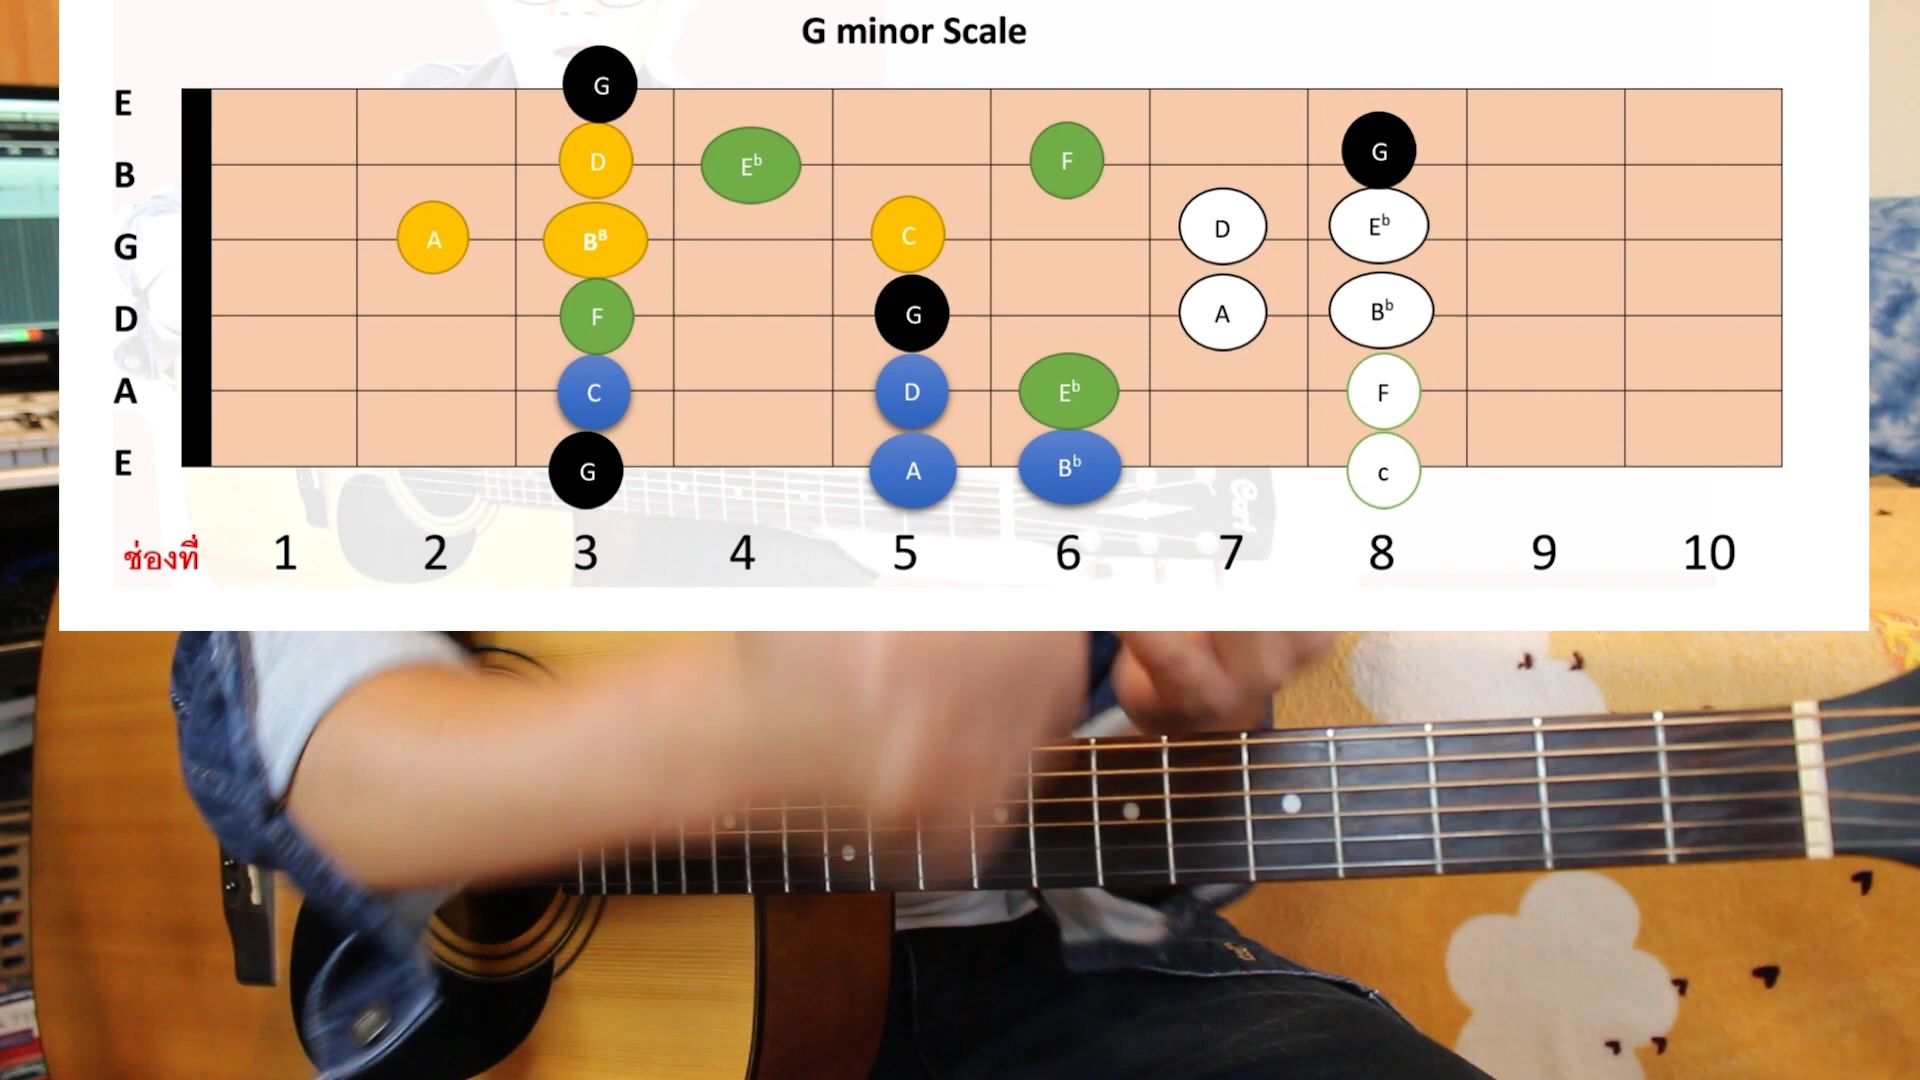 G minor Scale
E G
B D Eᵇ F G
G A Bᴮ C D Eᵇ
D F G A Bᵇ
A C D Eᵇ F
E G A Bᵇ c
ช่องที่ 1 2 3 4 5 6 7 8 9 10
Cort